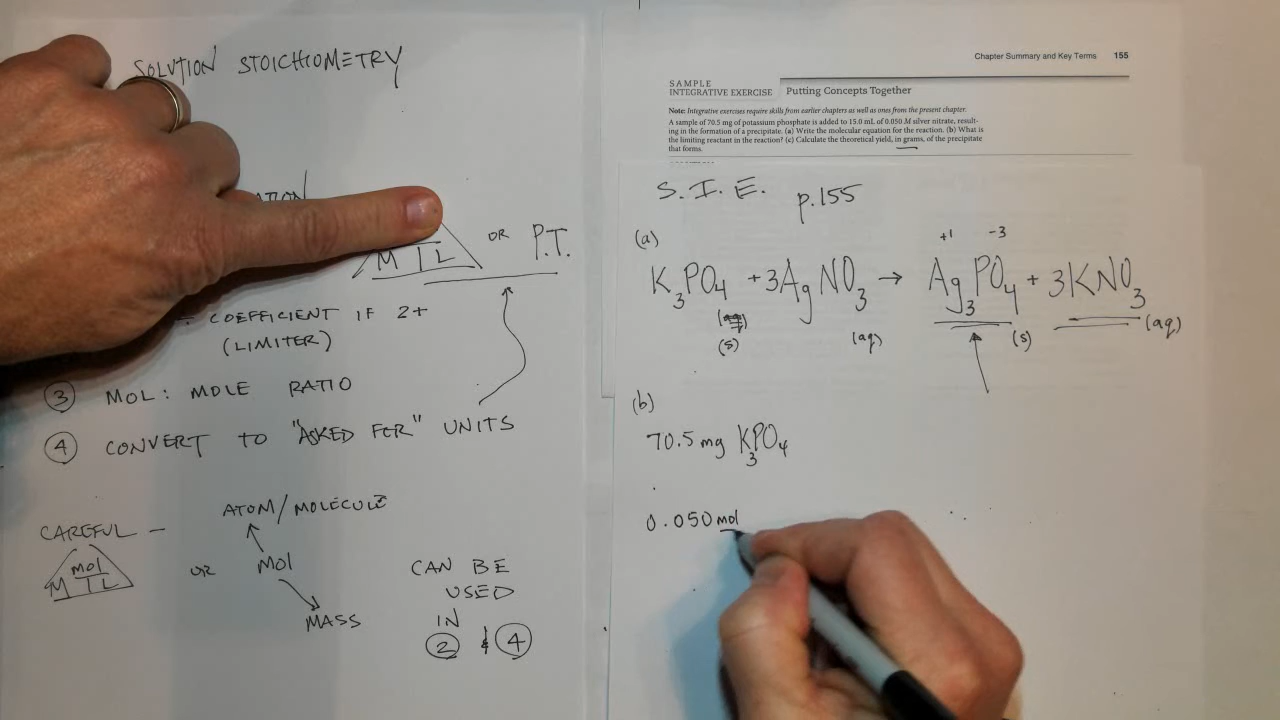 SOLUTION STOICHIOMETRY
OR P.T.
M L
COEFFICIENT IF 2+
(LIMITER)
③ MOL: MOLE RATIO
④ CONVERT TO "ASKED FOR" UNITS
CAREFUL –
ATOM/MOLECULE
mol
M L
OR
Mol
MASS
CAN BE
USED
IN
② & ④
Chapter Summary and Key Terms 155
SAMPLE
INTEGRATIVE EXERCISE Putting Concepts Together
Note: Integrative exercises require skills from earlier chapters as well as ones from the present chapter.
A sample of 70.5 mg of potassium phosphate is added to 15.0 mL of 0.050 M silver nitrate, result-
ing in the formation of a precipitate. (a) Write the molecular equation for the reaction. (b) What is
the limiting reactant in the reaction? (c) Calculate the theoretical yield, in grams, of the precipitate
that forms.
S.I.E. p.155
(a)
+1 -3
K₃PO₄ + 3AgNO₃ → Ag₃PO₄ + 3KNO₃
(s) (aq) (s) (aq)
(b)
70.5 mg K₃PO₄
0.050 mol